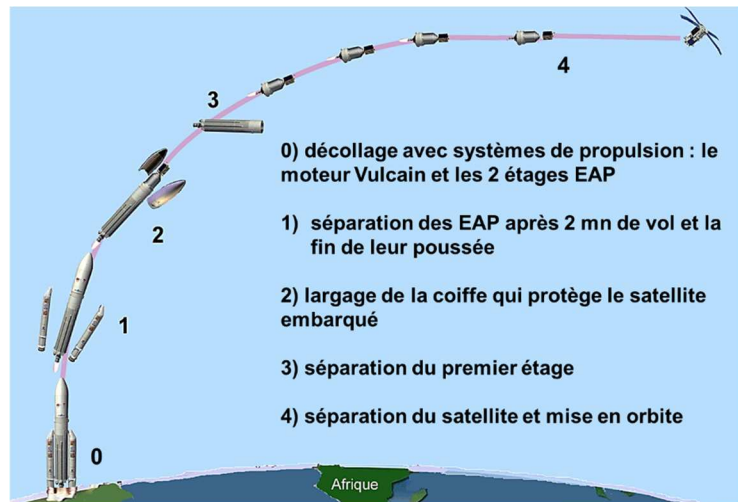 4
3
0) décollage avec systèmes de propulsion : le
moteur Vulcain et les 2 étages EAP
2
1) séparation des EAP après 2 mn de vol et la
fin de leur poussée
1
2) largage de la coiffe qui protège le satellite
embarqué
3) séparation du premier étage
4) séparation du satellite et mise en orbite
0
Afrique